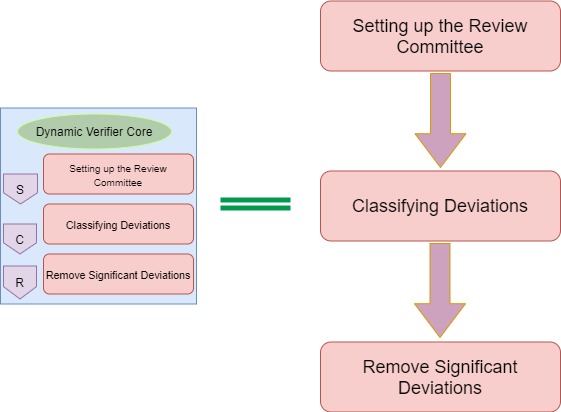 Dynamic Verifier Core
S
Setting up the Review
Committee
C
Classifying Deviations
R
Remove Significant Deviations
Setting up the Review
Committee
Classifying Deviations
Remove Significant
Deviations